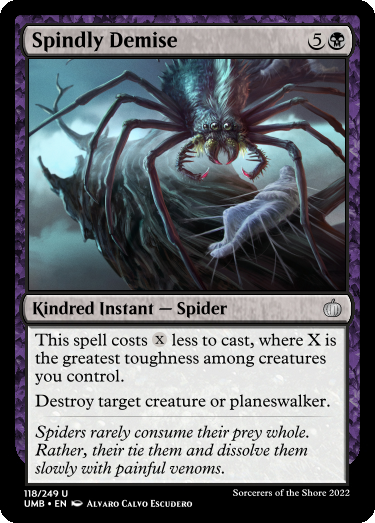 Spindly Demise 5
Kindred Instant — Spider
This spell costs X less to cast, where X is
the greatest toughness among creatures
you control.
Destroy target creature or planeswalker.
Spiders rarely consume their prey whole.
Rather, their tie them and dissolve them
slowly with painful venoms.
118/249 U
Sorcerers of the Shore 2022
UMB • EN Alvaro Calvo Escudero